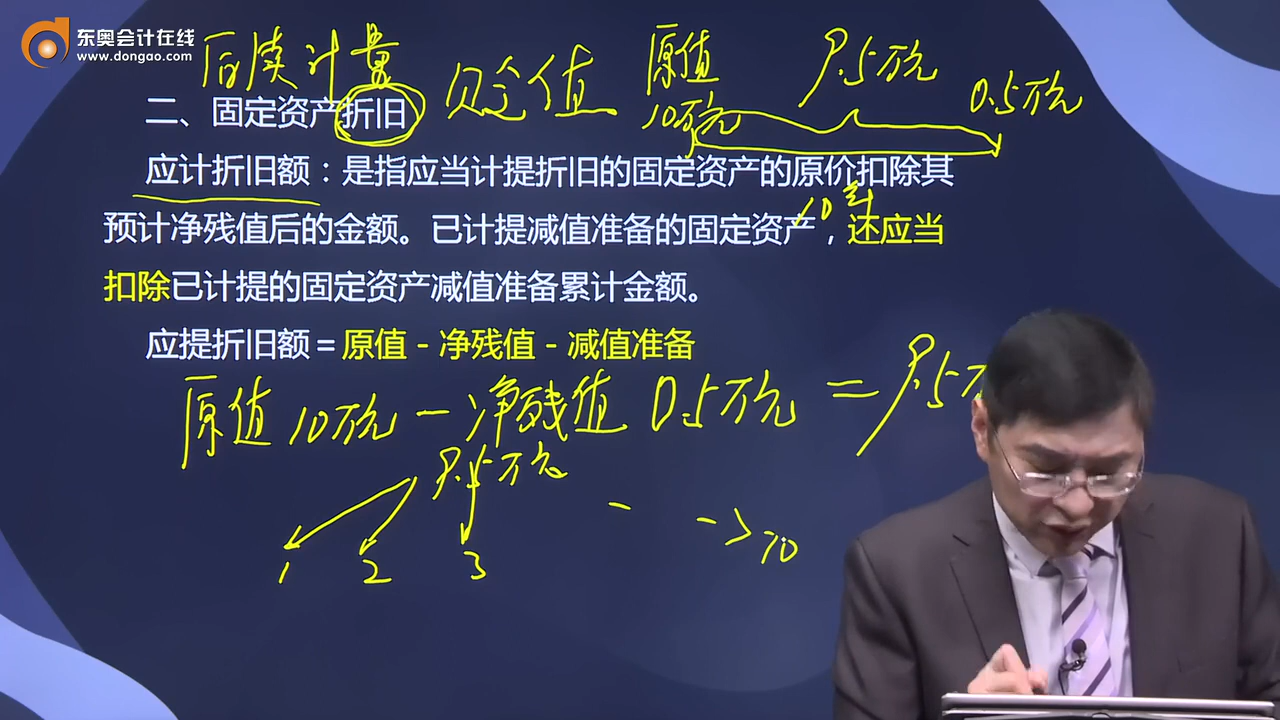 东奥会计在线
www.dongao.com
后续计量
贬值
原值
10万元
9.5万元
0.5万元
二、固定资产折旧
应计折旧额：是指应当计提折旧的固定资产的原价扣除其
10年
预计净残值后的金额。已计提减值准备的固定资产，还应当
扣除已计提的固定资产减值准备累计金额。
应提折旧额＝原值－净残值－减值准备
原值 10万元 － 净残值 0.5万元 ＝ 9.5万
9.5万元
1 2 3 10